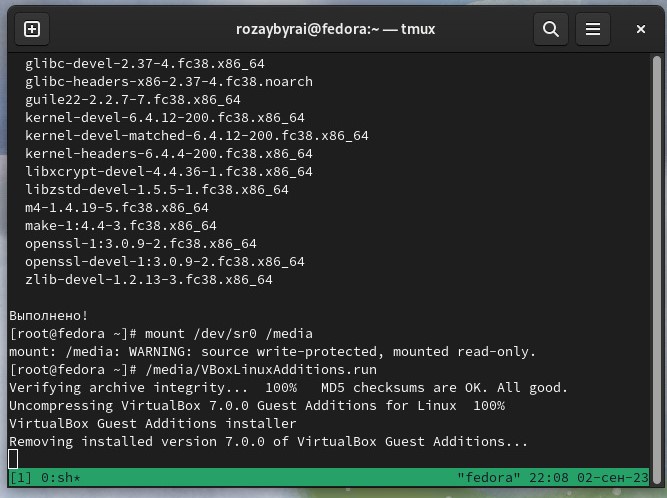 rozaybyrai@fedora:~ — tmux
glibc-devel-2.37-4.fc38.x86_64
glibc-headers-x86-2.37-4.fc38.noarch
guile22-2.2.7-7.fc38.x86_64
kernel-devel-6.4.12-200.fc38.x86_64
kernel-devel-matched-6.4.12-200.fc38.x86_64
kernel-headers-6.4.4-200.fc38.x86_64
libxcrypt-devel-4.4.36-1.fc38.x86_64
libzstd-devel-1.5.5-1.fc38.x86_64
m4-1.4.19-5.fc38.x86_64
make-1:4.4-3.fc38.x86_64
openssl-1:3.0.9-2.fc38.x86_64
openssl-devel-1:3.0.9-2.fc38.x86_64
zlib-devel-1.2.13-3.fc38.x86_64
Выполнено!
[root@fedora ~]# mount /dev/sr0 /media
mount: /media: WARNING: source write-protected, mounted read-only.
[root@fedora ~]# /media/VBoxLinuxAdditions.run
Verifying archive integrity...  100%   MD5 checksums are OK. All good.
Uncompressing VirtualBox 7.0.0 Guest Additions for Linux  100%
VirtualBox Guest Additions installer
Removing installed version 7.0.0 of VirtualBox Guest Additions...
[1] 0:sh* "fedora" 22:08 02-сен-23